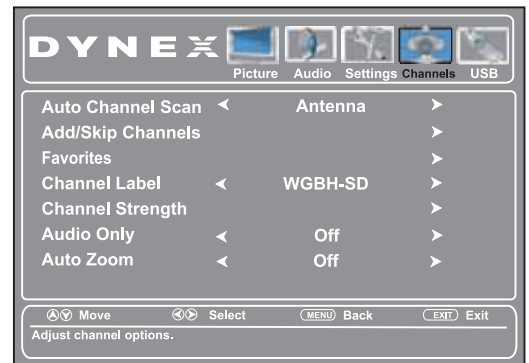 DYNEX
Picture Audio Settings Channels USB
Auto Channel Scan Antenna
Add/Skip Channels
Favorites
Channel Label WGBH-SD
Channel Strength
Audio Only Off
Auto Zoom Off
Move Select MENU Back EXIT Exit
Adjust channel options.